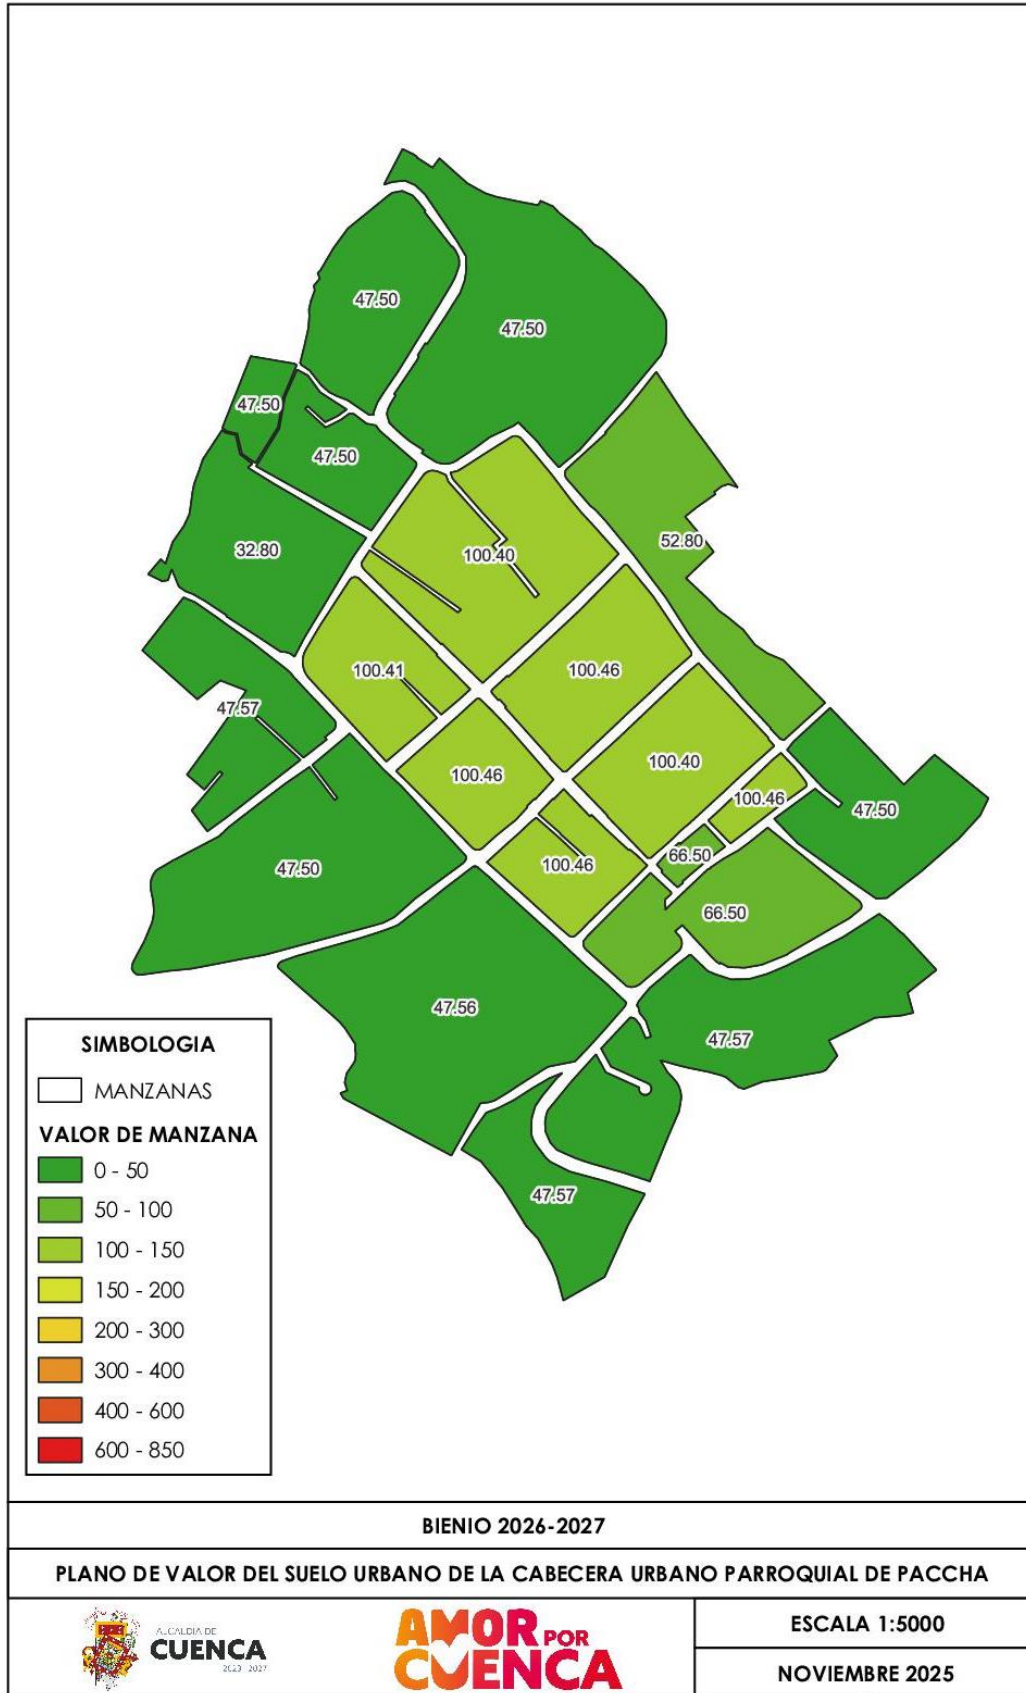 47.50
47.50
47.50
47.50
32.80
100.40
52.80
100.41
100.46
47.57
100.46
100.40
100.46
47.50
66.50
100.46
47.50
66.50
47.56
47.57
47.57
SIMBOLOGIA
MANZANAS
VALOR DE MANZANA
0 - 50
50 - 100
100 - 150
150 - 200
200 - 300
300 - 400
400 - 600
600 - 850
BIENIO 2026-2027
PLANO DE VALOR DEL SUELO URBANO DE LA CABECERA URBANO PARROQUIAL DE PACCHA
ALCALDÍA DE
CUENCA
2023 - 2027
AMOR POR
CUENCA
ESCALA 1:5000
NOVIEMBRE 2025